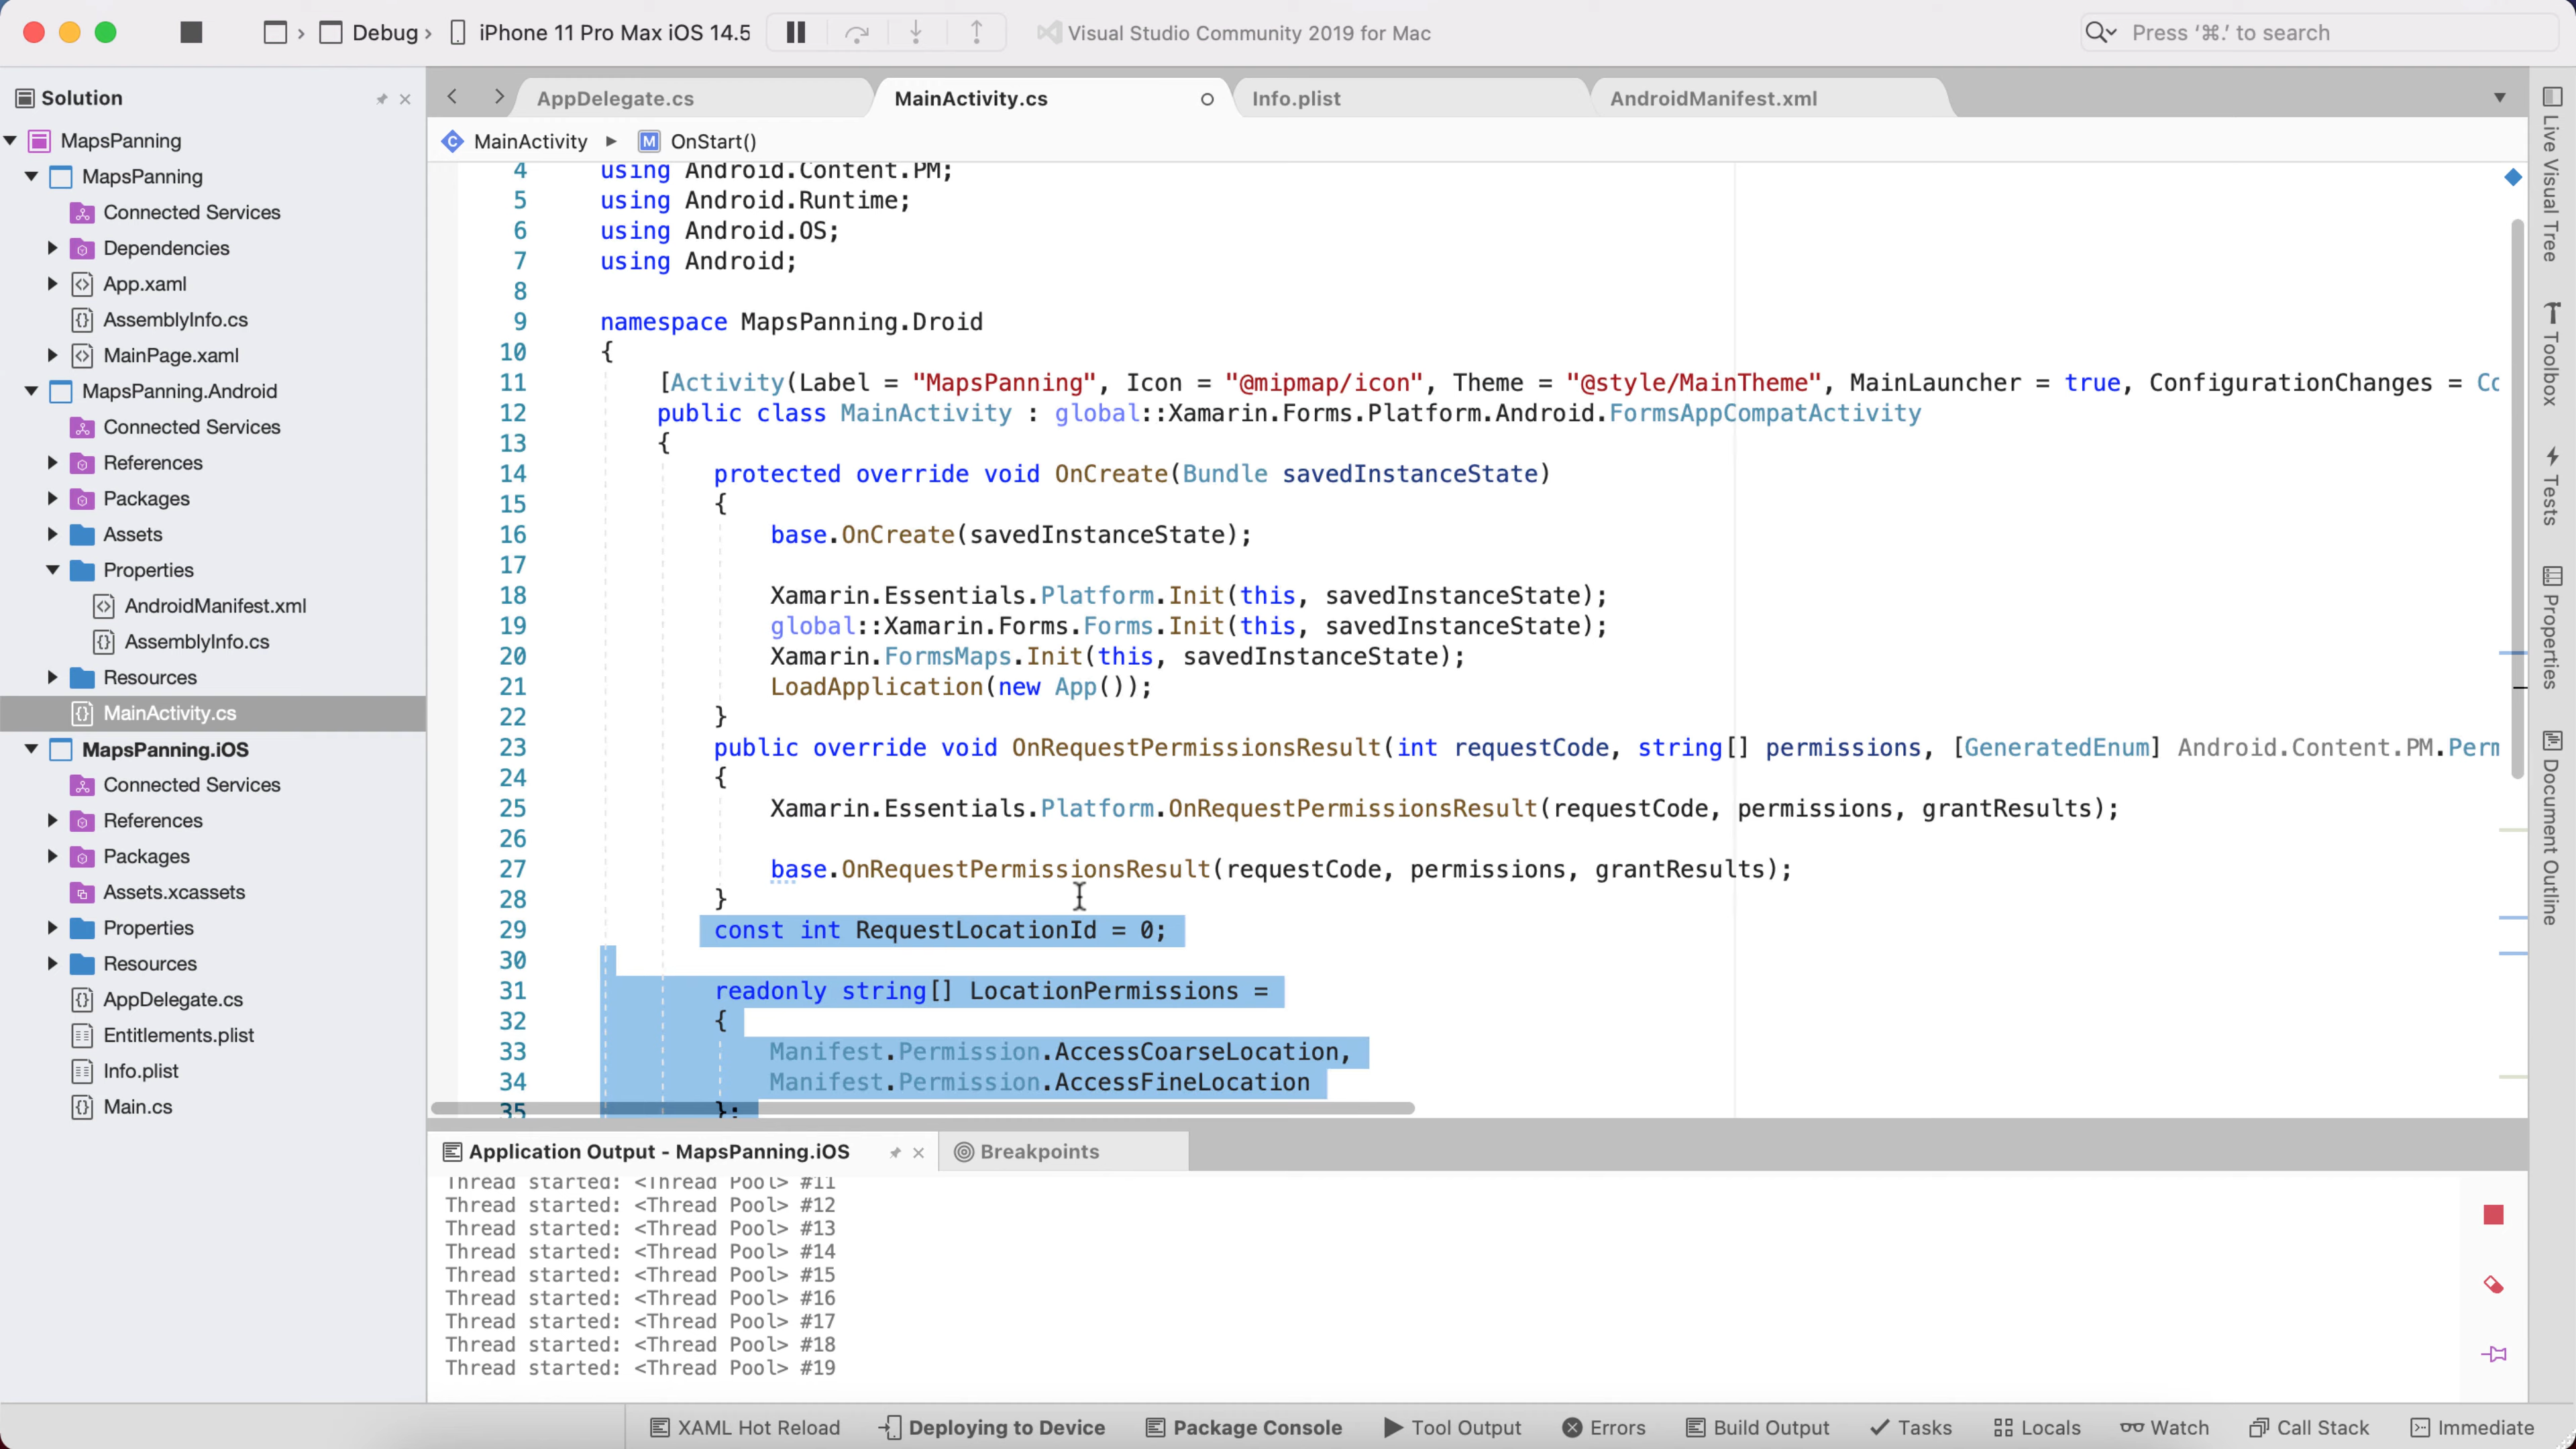 Debug
iPhone 11 Pro Max iOS 14.5
Visual Studio Community 2019 for Mac
Press '⌘.' to search
Solution
MapsPanning
MapsPanning
Connected Services
Dependencies
App.xaml
AssemblyInfo.cs
MainPage.xaml
MapsPanning.Android
Connected Services
References
Packages
Assets
Properties
AndroidManifest.xml
AssemblyInfo.cs
Resources
MainActivity.cs
MapsPanning.iOS
Connected Services
References
Packages
Assets.xcassets
Properties
Resources
AppDelegate.cs
Entitlements.plist
Info.plist
Main.cs
AppDelegate.cs
MainActivity.cs
Info.plist
AndroidManifest.xml
MainActivity
M OnStart()
4 using Android.Content.PM;
5 using Android.Runtime;
6 using Android.OS;
7 using Android;
8
9 namespace MapsPanning.Droid
10 {
11 [Activity(Label = "MapsPanning", Icon = "@mipmap/icon", Theme = "@style/MainTheme", MainLauncher = true, ConfigurationChanges = Co
12 public class MainActivity : global::Xamarin.Forms.Platform.Android.FormsAppCompatActivity
13 {
14 protected override void OnCreate(Bundle savedInstanceState)
15 {
16 base.OnCreate(savedInstanceState);
17
18 Xamarin.Essentials.Platform.Init(this, savedInstanceState);
19 global::Xamarin.Forms.Forms.Init(this, savedInstanceState);
20 Xamarin.FormsMaps.Init(this, savedInstanceState);
21 LoadApplication(new App());
22 }
23 public override void OnRequestPermissionsResult(int requestCode, string[] permissions, [GeneratedEnum] Android.Content.PM.Perm
24 {
25 Xamarin.Essentials.Platform.OnRequestPermissionsResult(requestCode, permissions, grantResults);
26
27 base.OnRequestPermissionsResult(requestCode, permissions, grantResults);
28 }
29 const int RequestLocationId = 0;
30
31 readonly string[] LocationPermissions =
32 {
33 Manifest.Permission.AccessCoarseLocation,
34 Manifest.Permission.AccessFineLocation
35 };
Live Visual Tree
Toolbox
Tests
Properties
Document Outline
Application Output - MapsPanning.iOS
Breakpoints
Thread started: <Thread Pool> #11
Thread started: <Thread Pool> #12
Thread started: <Thread Pool> #13
Thread started: <Thread Pool> #14
Thread started: <Thread Pool> #15
Thread started: <Thread Pool> #16
Thread started: <Thread Pool> #17
Thread started: <Thread Pool> #18
Thread started: <Thread Pool> #19
XAML Hot Reload
Deploying to Device
Package Console
Tool Output
Errors
Build Output
Tasks
Locals
Watch
Call Stack
Immediate